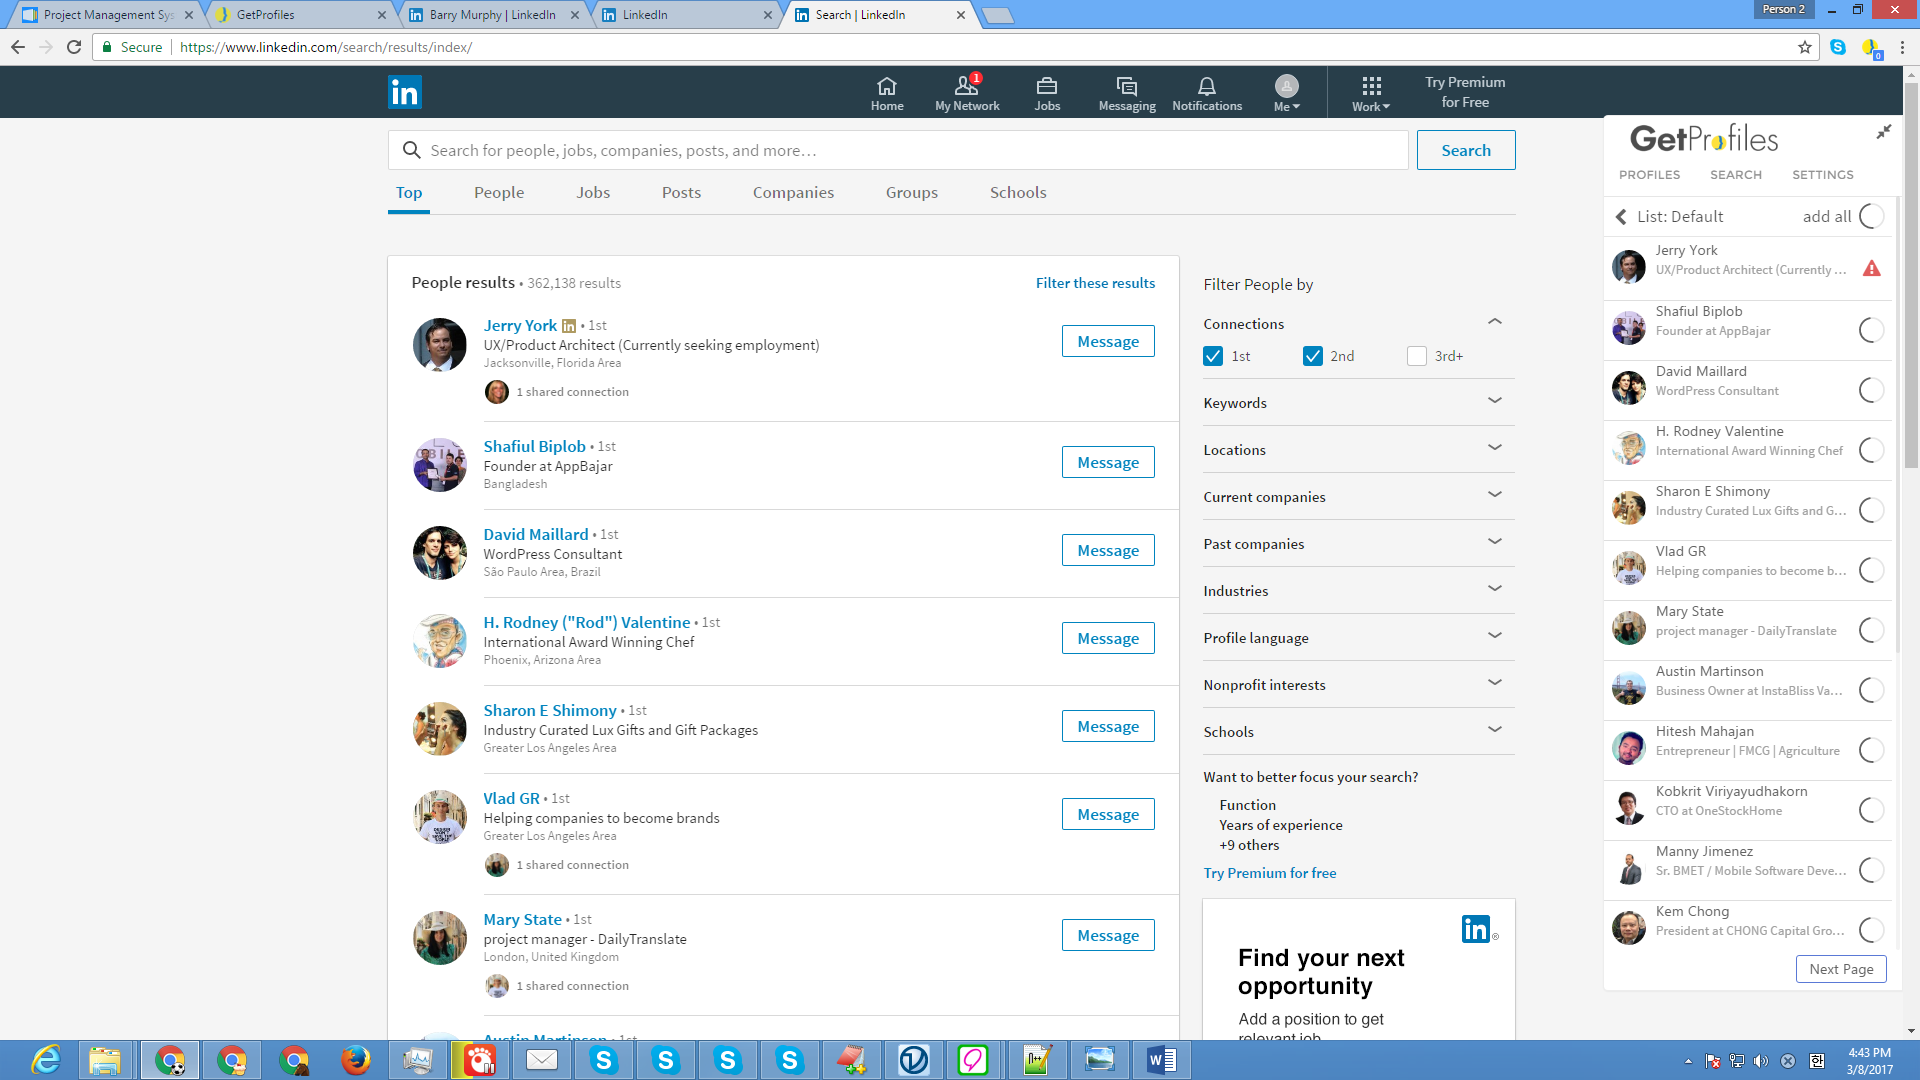 Project Management Sys
GetProfiles
Barry Murphy | LinkedIn
LinkedIn
Search | LinkedIn
Person 2
Secure
https://www.linkedin.com/search/results/index/
0
in
Home
1
My Network
Jobs
Messaging
Notifications
Me
Work
Try Premium
for Free
Search for people, jobs, companies, posts, and more…
Search
Top
People
Jobs
Posts
Companies
Groups
Schools
People results • 362,138 results
Filter these results
Jerry York in • 1st
UX/Product Architect (Currently seeking employment)
Jacksonville, Florida Area
1 shared connection
Message
Shafiul Biplob • 1st
Founder at AppBajar
Bangladesh
Message
David Maillard • 1st
WordPress Consultant
São Paulo Area, Brazil
Message
H. Rodney ("Rod") Valentine • 1st
International Award Winning Chef
Phoenix, Arizona Area
Message
Sharon E Shimony • 1st
Industry Curated Lux Gifts and Gift Packages
Greater Los Angeles Area
Message
Vlad GR • 1st
Helping companies to become brands
Greater Los Angeles Area
1 shared connection
Message
Mary State • 1st
project manager - DailyTranslate
London, United Kingdom
1 shared connection
Message
Austin Martinson • 1st
Filter People by
Connections
1st
2nd
3rd+
Keywords
Locations
Current companies
Past companies
Industries
Profile language
Nonprofit interests
Schools
Want to better focus your search?
Function
Years of experience
+9 others
Try Premium for free
in ®
Find your next
opportunity
Add a position to get
relevant job
GetProfiles
PROFILES
SEARCH
SETTINGS
List: Default
add all
Jerry York
UX/Product Architect (Currently ...
Shafiul Biplob
Founder at AppBajar
David Maillard
WordPress Consultant
H. Rodney Valentine
International Award Winning Chef
Sharon E Shimony
Industry Curated Lux Gifts and G...
Vlad GR
Helping companies to become b...
Mary State
project manager - DailyTranslate
Austin Martinson
Business Owner at InstaBliss Va...
Hitesh Mahajan
Entrepreneur | FMCG | Agriculture
Kobkrit Viriyayudhakorn
CTO at OneStockHome
Manny Jimenez
Sr. BMET / Mobile Software Deve...
Kem Chong
President at CHONG Capital Gro...
Next Page
한
4:43 PM
3/8/2017